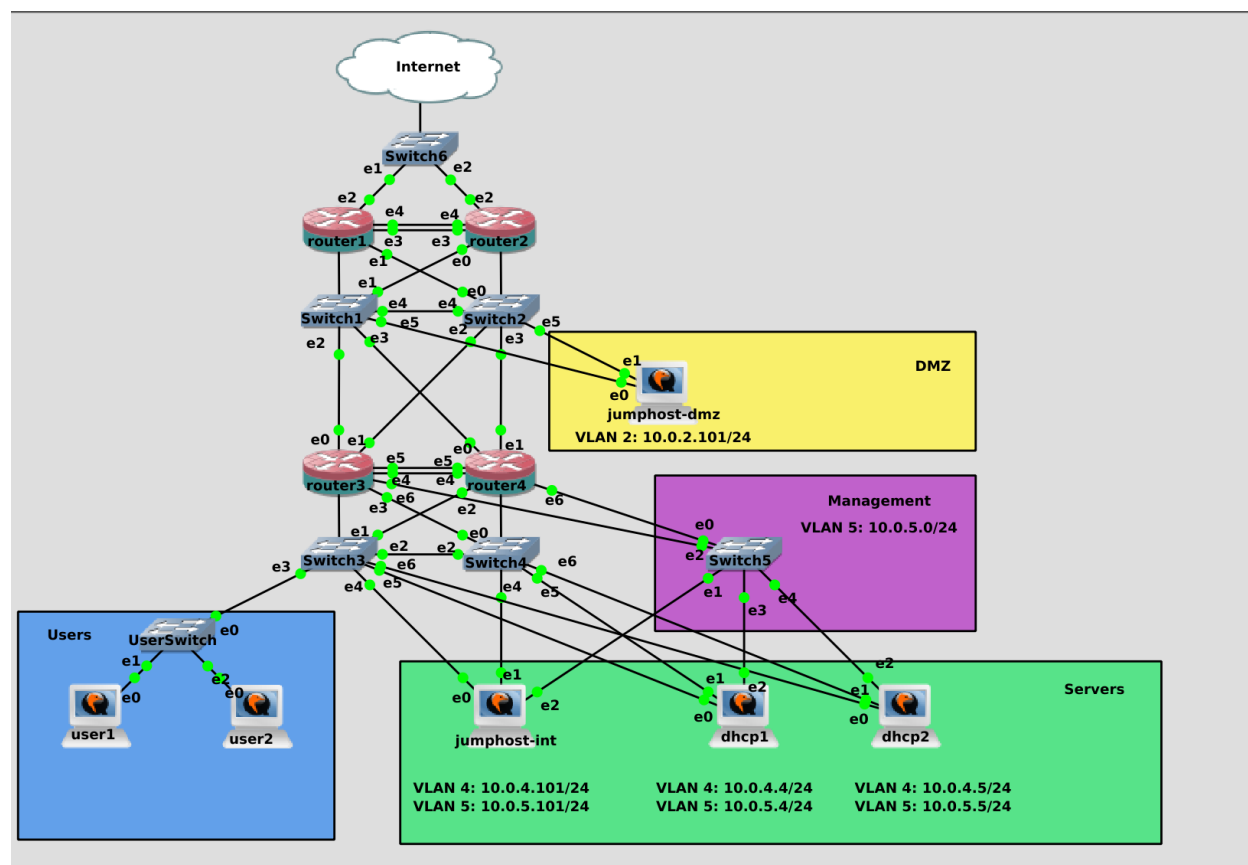 Internet
Switch6
e1
e2
e2
e2
e4
e4
router1
e3
e3
router2
e1
e0
e1
e0
e4
e4
Switch1
e5
Switch2
e5
e2
e3
e2
e3
e1
DMZ
e0
jumphost-dmz
VLAN 2: 10.0.2.101/24
e0
e1
e0
e1
e5
e5
router3
e4
e4
router4
e6
e3
e6
e2
Management
VLAN 5: 10.0.5.0/24
e1
e0
e0
e2
e2
e2
e6
Switch3
e6
Switch4
Switch5
e3
e4
e5
e4
e5
e1
e3
e4
Users
e0
UserSwitch
e1
e2
e0
e0
user1
user2
e2
Servers
e1
e1
e2
e1
e0
e2
e0
e0
jumphost-int
dhcp1
dhcp2
VLAN 4: 10.0.4.101/24
VLAN 5: 10.0.5.101/24
VLAN 4: 10.0.4.4/24
VLAN 5: 10.0.5.4/24
VLAN 4: 10.0.4.5/24
VLAN 5: 10.0.5.5/24